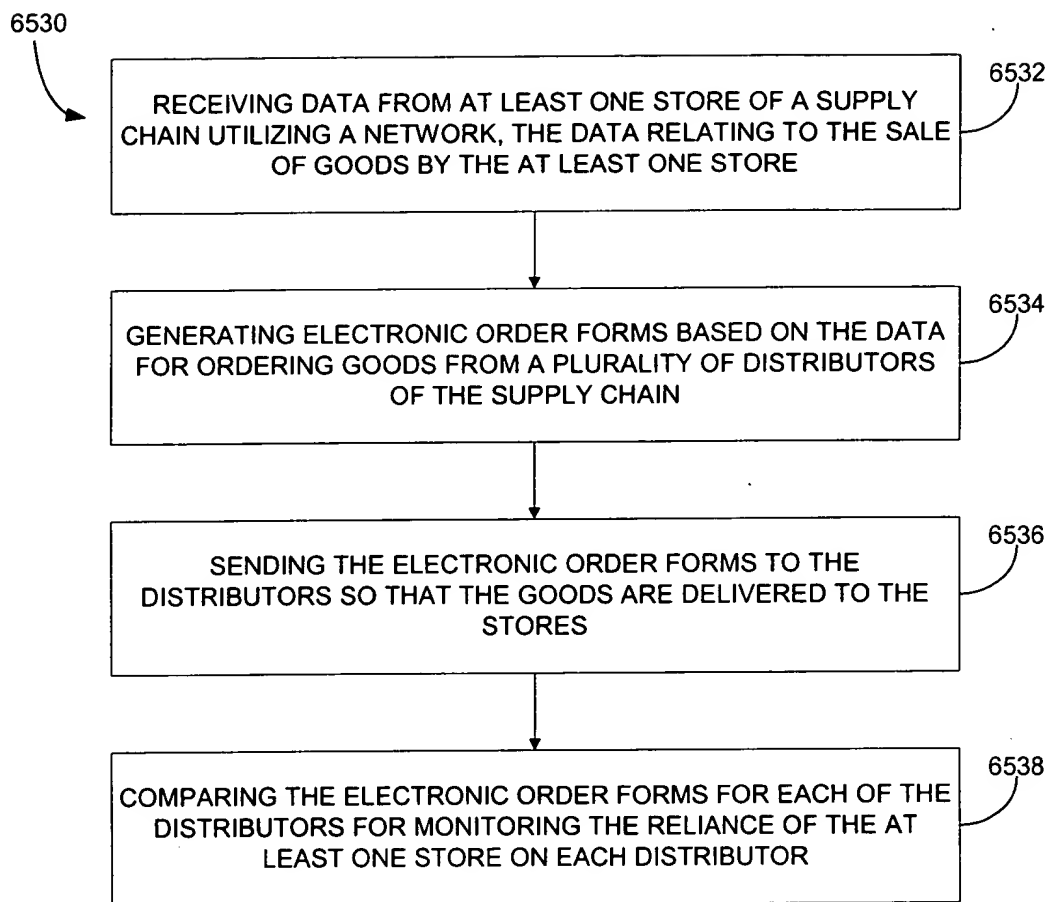 6530
6532
RECEIVING DATA FROM AT LEAST ONE STORE OF A SUPPLY
CHAIN UTILIZING A NETWORK, THE DATA RELATING TO THE SALE
OF GOODS BY THE AT LEAST ONE STORE
6534
GENERATING ELECTRONIC ORDER FORMS BASED ON THE DATA
FOR ORDERING GOODS FROM A PLURALITY OF DISTRIBUTORS
OF THE SUPPLY CHAIN
6536
SENDING THE ELECTRONIC ORDER FORMS TO THE
DISTRIBUTORS SO THAT THE GOODS ARE DELIVERED TO THE
STORES
6538
COMPARING THE ELECTRONIC ORDER FORMS FOR EACH OF THE
DISTRIBUTORS FOR MONITORING THE RELIANCE OF THE AT
LEAST ONE STORE ON EACH DISTRIBUTOR